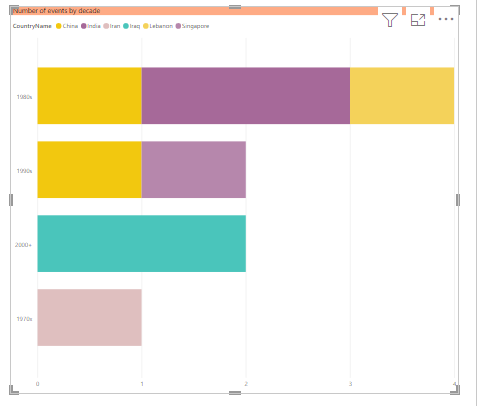 Number of events by decade
CountryName China India Iran Iraq Lebanon Singapore
1980s
1990s
2000+
1970s
0 1 2 3 4